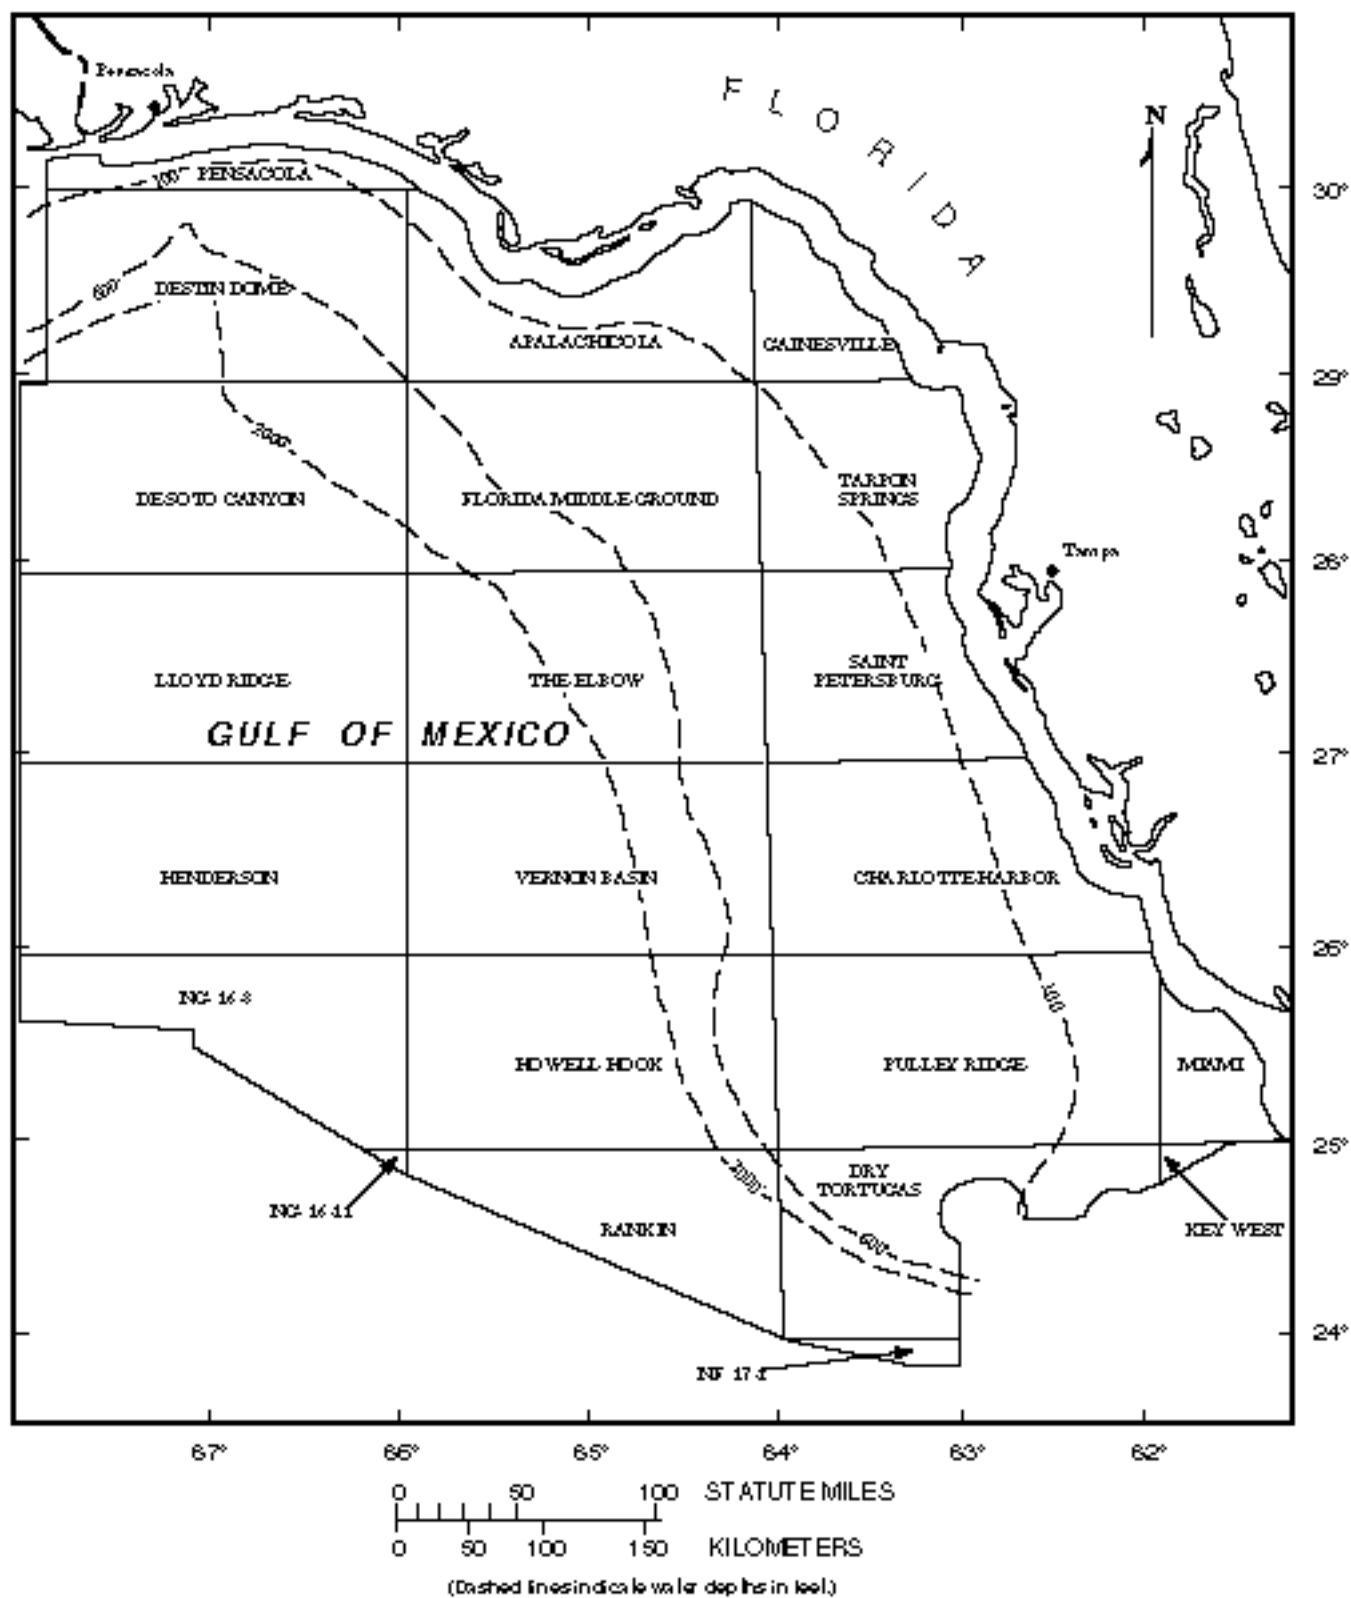 Pensacola
FLORIDA
N
100'
PENSACOLA
30°
600'
DESTIN DOME
APALACHICOLA
GAINESVILLE
29°
2000'
DESOTO CANYON
FLORIDA MIDDLE GROUND
TARPON
SPRINGS
Tampa
28°
LLOYD RIDGE
THE ELBOW
SAINT
PETERSBURG
GULF OF MEXICO
27°
HENDERSON
VERNON BASIN
CHARLOTTE HARBOR
26°
NG 16-8
100'
HOWELL HOOK
PULLEY RIDGE
MIAMI
25°
2000'
DRY
TORTUGAS
NG 16-11
RANKIN
600'
KEY WEST
24°
NF 17-1
67°
66°
65°
64°
63°
62°
0 50 100 STATUTE MILES
0 50 100 150 KILOMETERS
(Dashed lines indicate water depths in feet.)